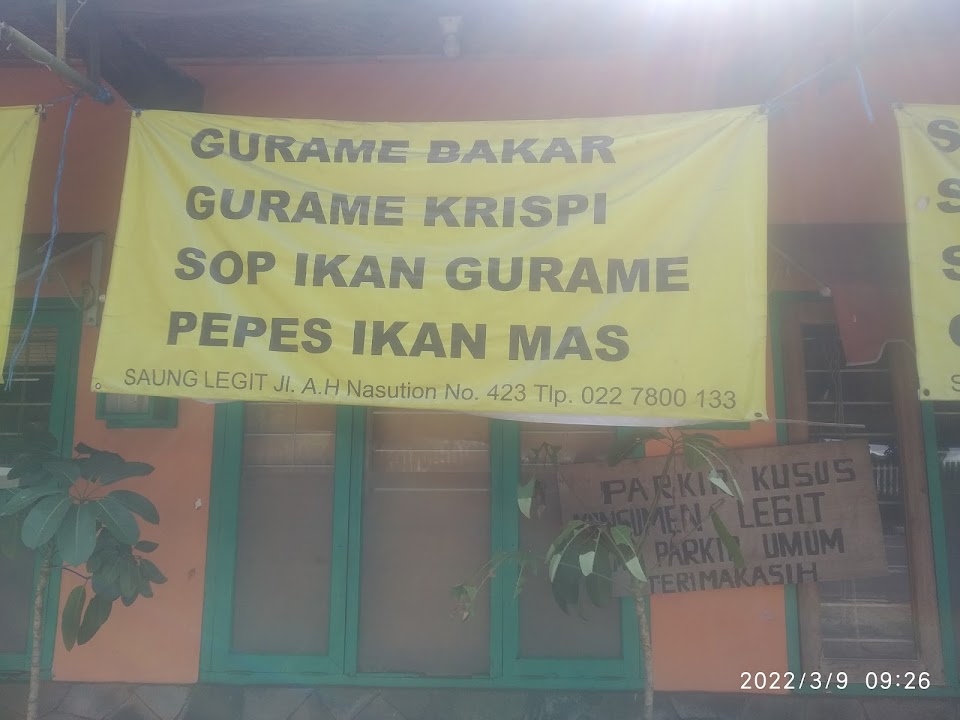 GURAME BAKAR
GURAME KRISPI
SOP IKAN GURAME
PEPES IKAN MAS
SAUNG LEGIT Jl. A.H Nasution No. 423 Tlp. 022 7800 133
PARKIR KUSUS
LEGIT
PARKIR UMUM
TERIMAKASIH
2022/3/9 09:26